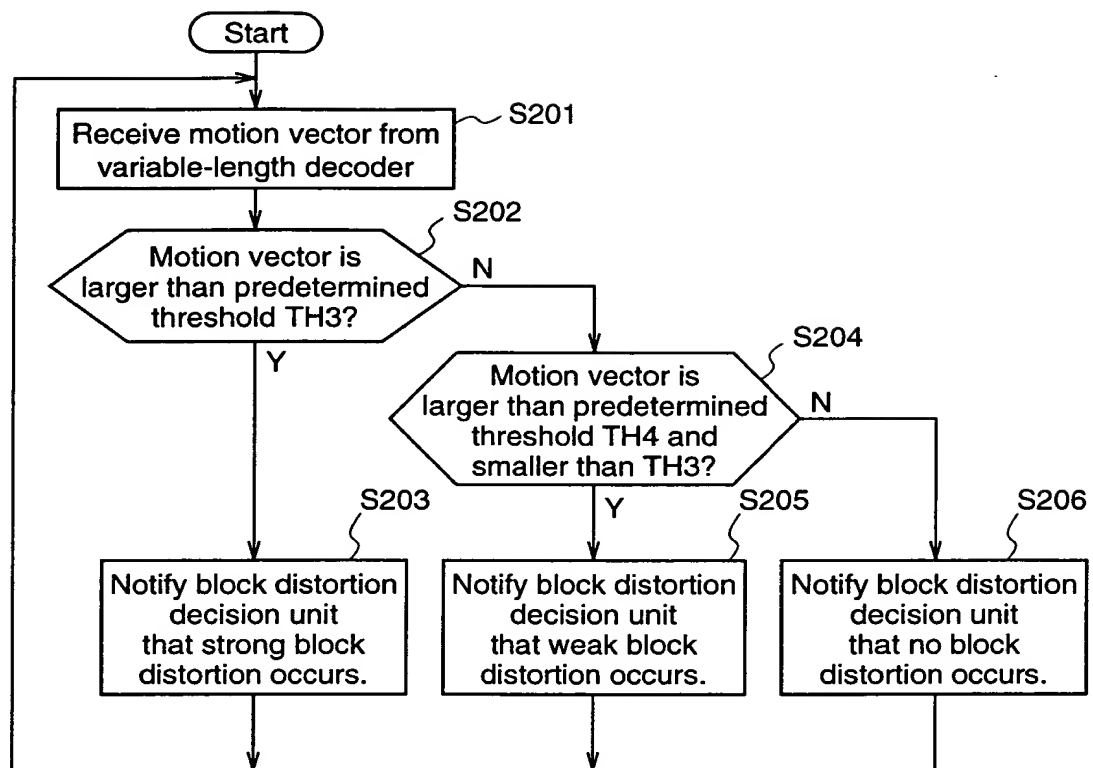 Start
S201
Receive motion vector from
variable-length decoder
S202
Motion vector is
larger than predetermined
threshold TH3?
N
Y
S204
Motion vector is
larger than predetermined
threshold TH4 and
smaller than TH3?
N
Y
S203
Notify block distortion
decision unit
that strong block
distortion occurs.
S205
Notify block distortion
decision unit
that weak block
distortion occurs.
S206
Notify block distortion
decision unit
that no block
distortion occurs.